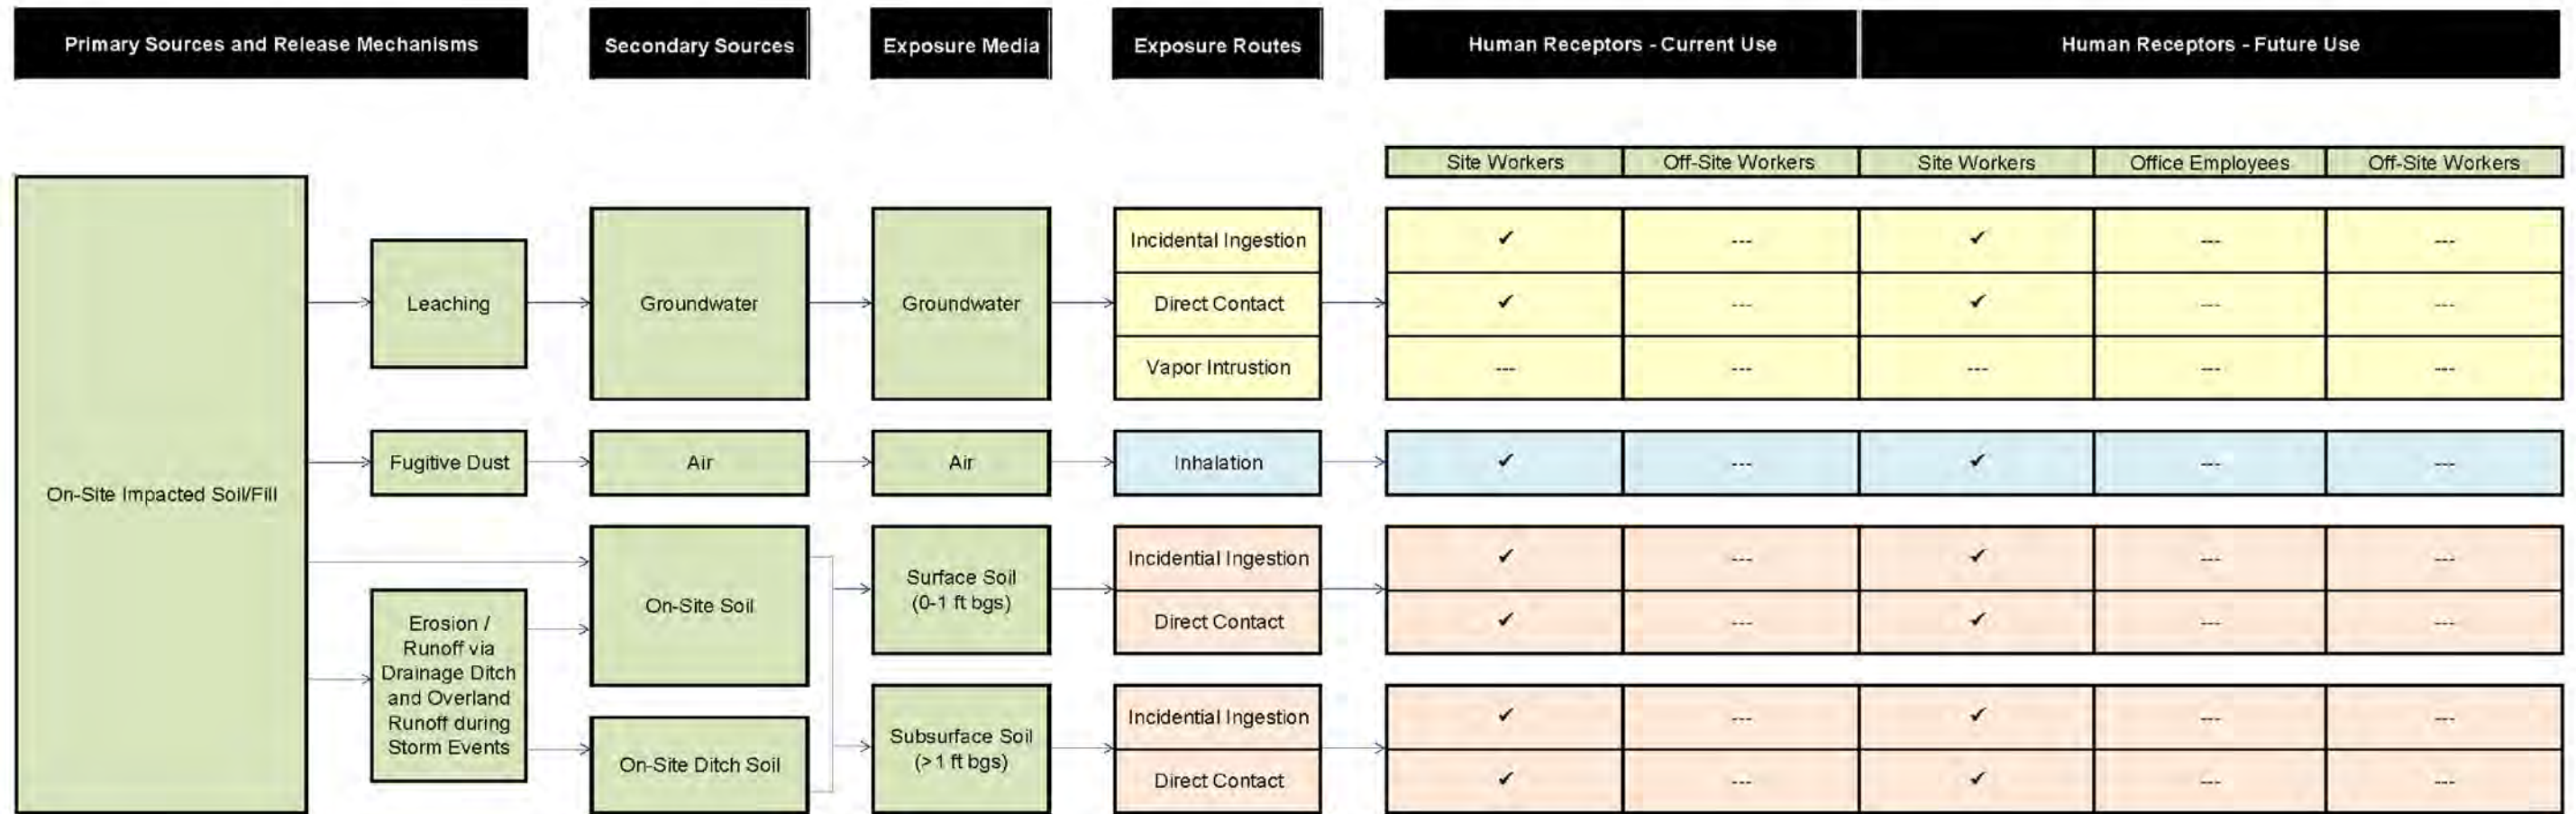 Primary Sources and Release Mechanisms
Secondary Sources
Exposure Media
Exposure Routes
Human Receptors - Current Use
Human Receptors - Future Use
Site Workers
Off-Site Workers
Site Workers
Office Employees
Off-Site Workers
On-Site Impacted Soil/Fill
Leaching
Groundwater
Groundwater
Incidental Ingestion
✓ --- ✓ --- ---
Direct Contact
✓ --- ✓ --- ---
Vapor Intrustion
--- --- --- --- ---
Fugitive Dust
Air
Air
Inhalation
✓ --- ✓ --- ---
Erosion /
Runoff via
Drainage Ditch
and Overland
Runoff during
Storm Events
On-Site Soil
On-Site Ditch Soil
Surface Soil
(0-1 ft bgs)
Incidential Ingestion
✓ --- ✓ --- ---
Direct Contact
✓ --- ✓ --- ---
Subsurface Soil
(>1 ft bgs)
Incidential Ingestion
✓ --- ✓ --- ---
Direct Contact
✓ --- ✓ --- ---